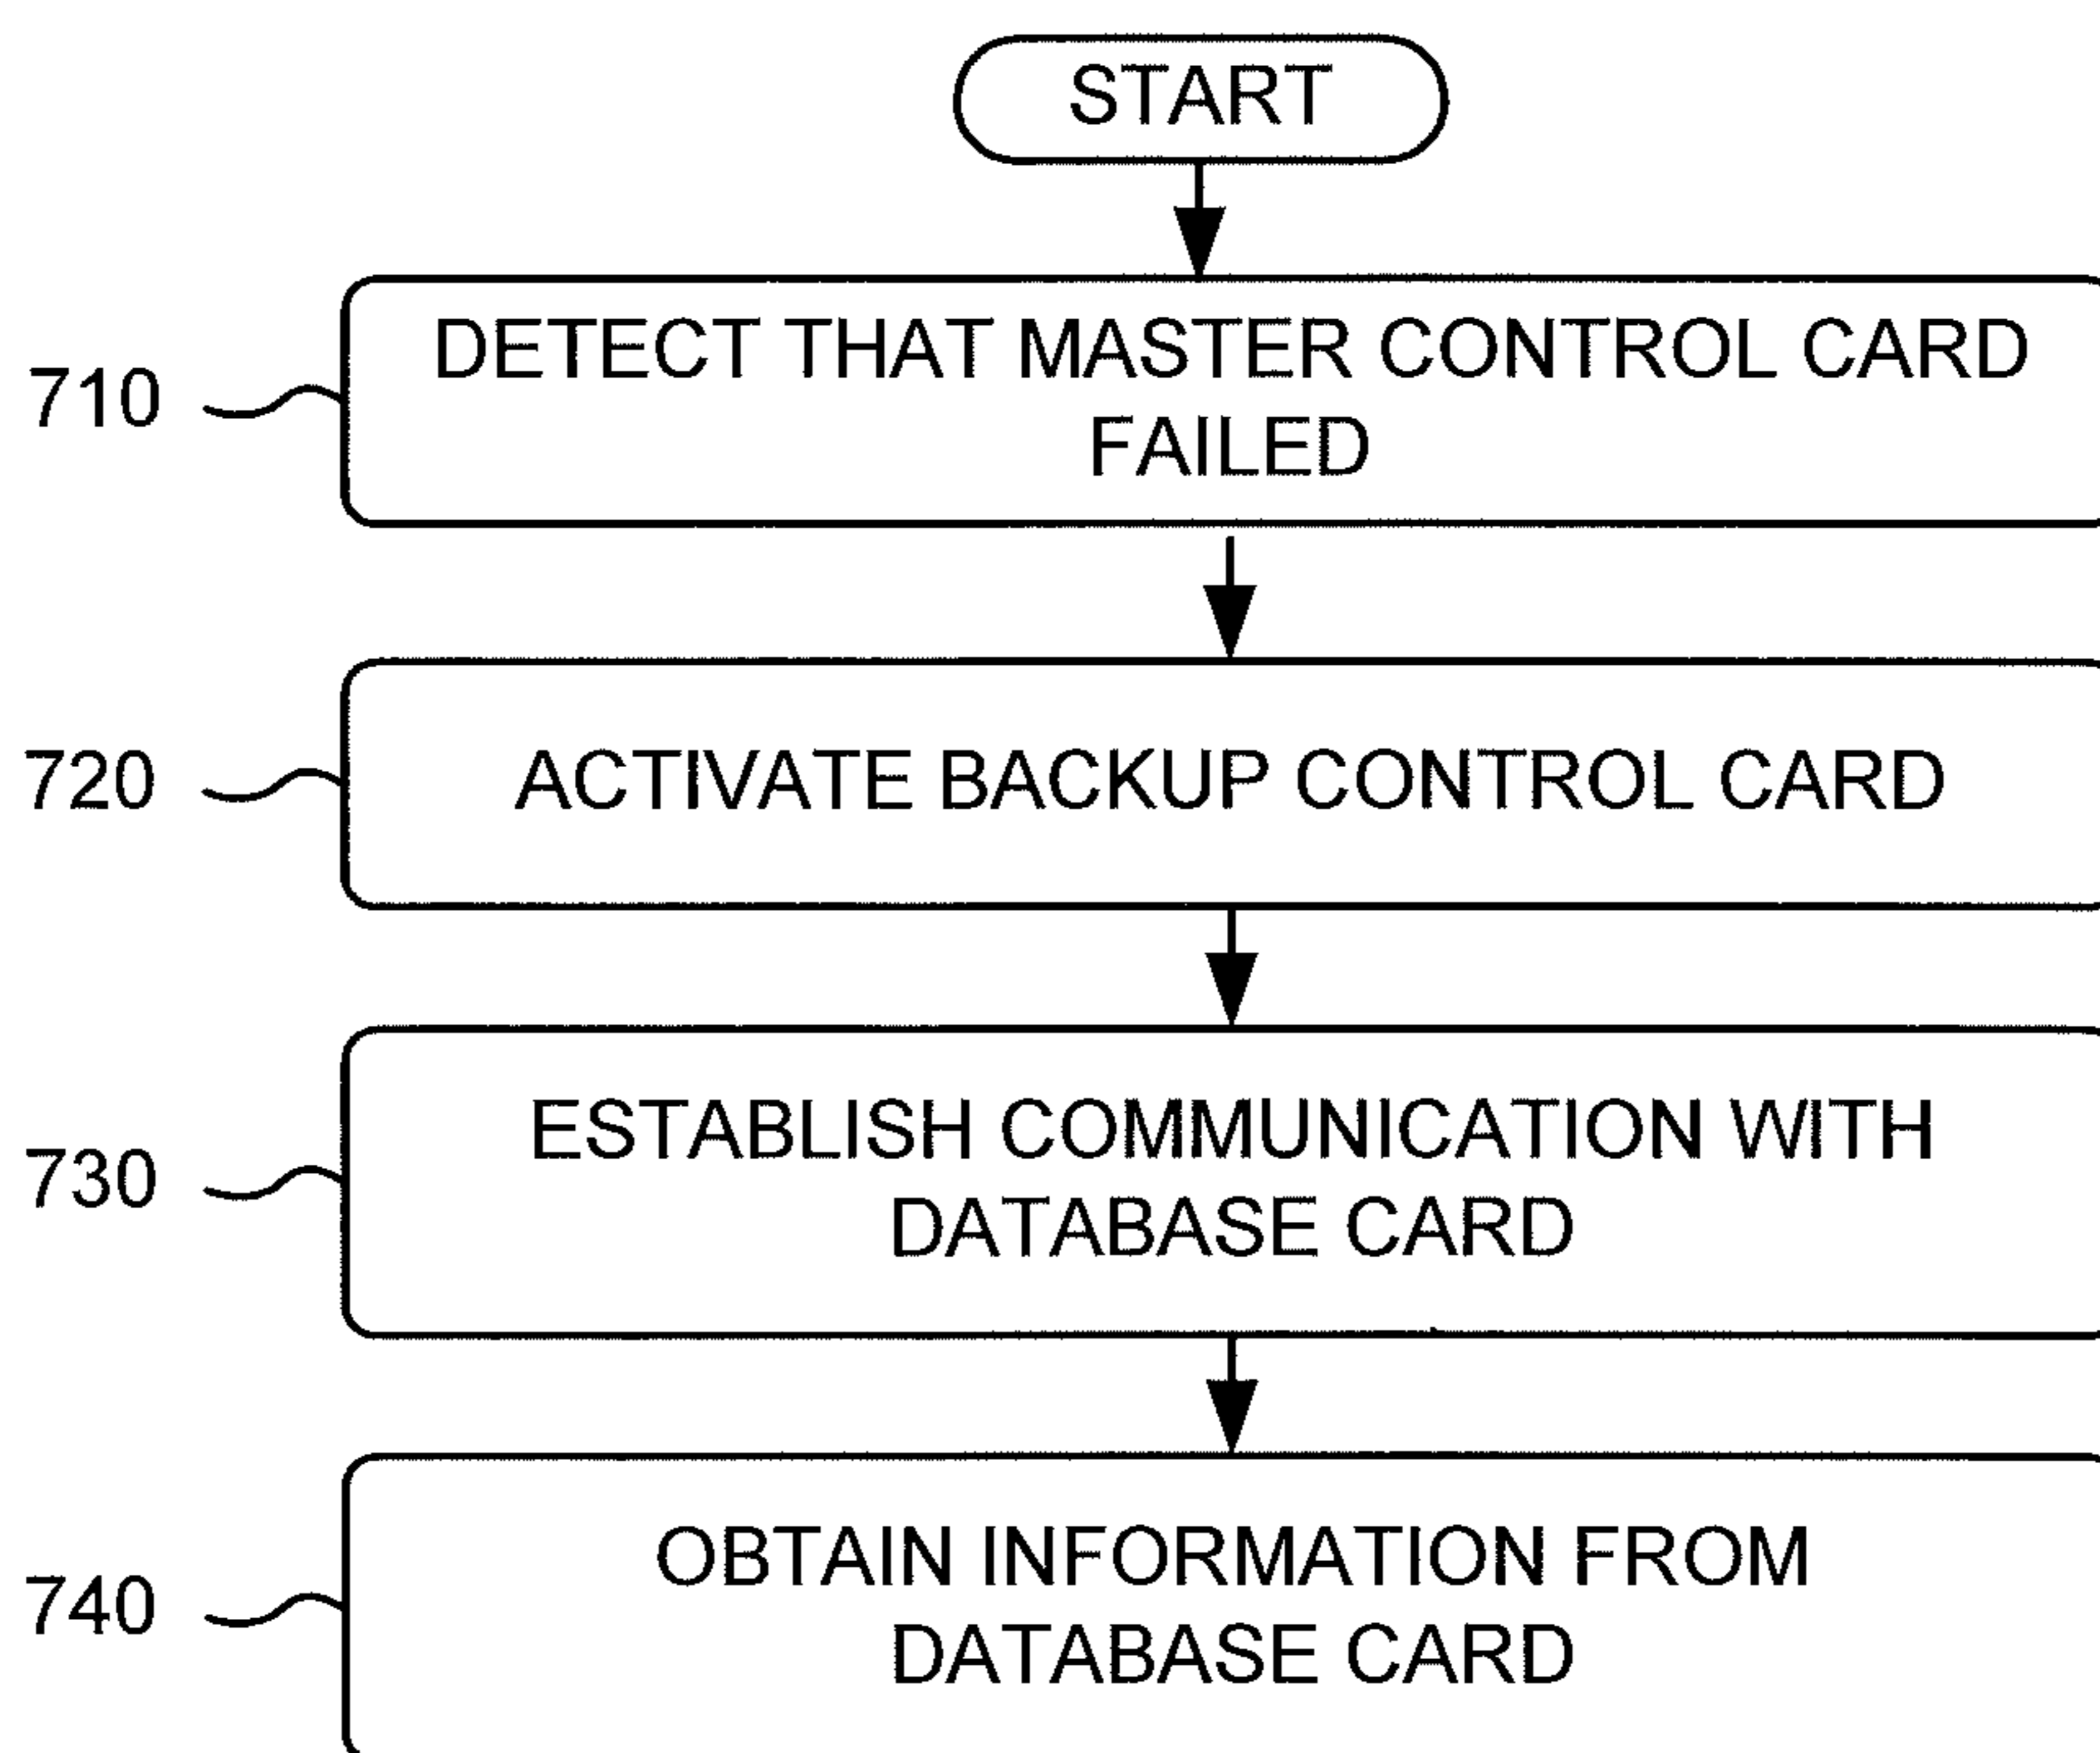 START
710
DETECT THAT MASTER CONTROL CARD
FAILED
720
ACTIVATE BACKUP CONTROL CARD
730
ESTABLISH COMMUNICATION WITH
DATABASE CARD
740
OBTAIN INFORMATION FROM
DATABASE CARD